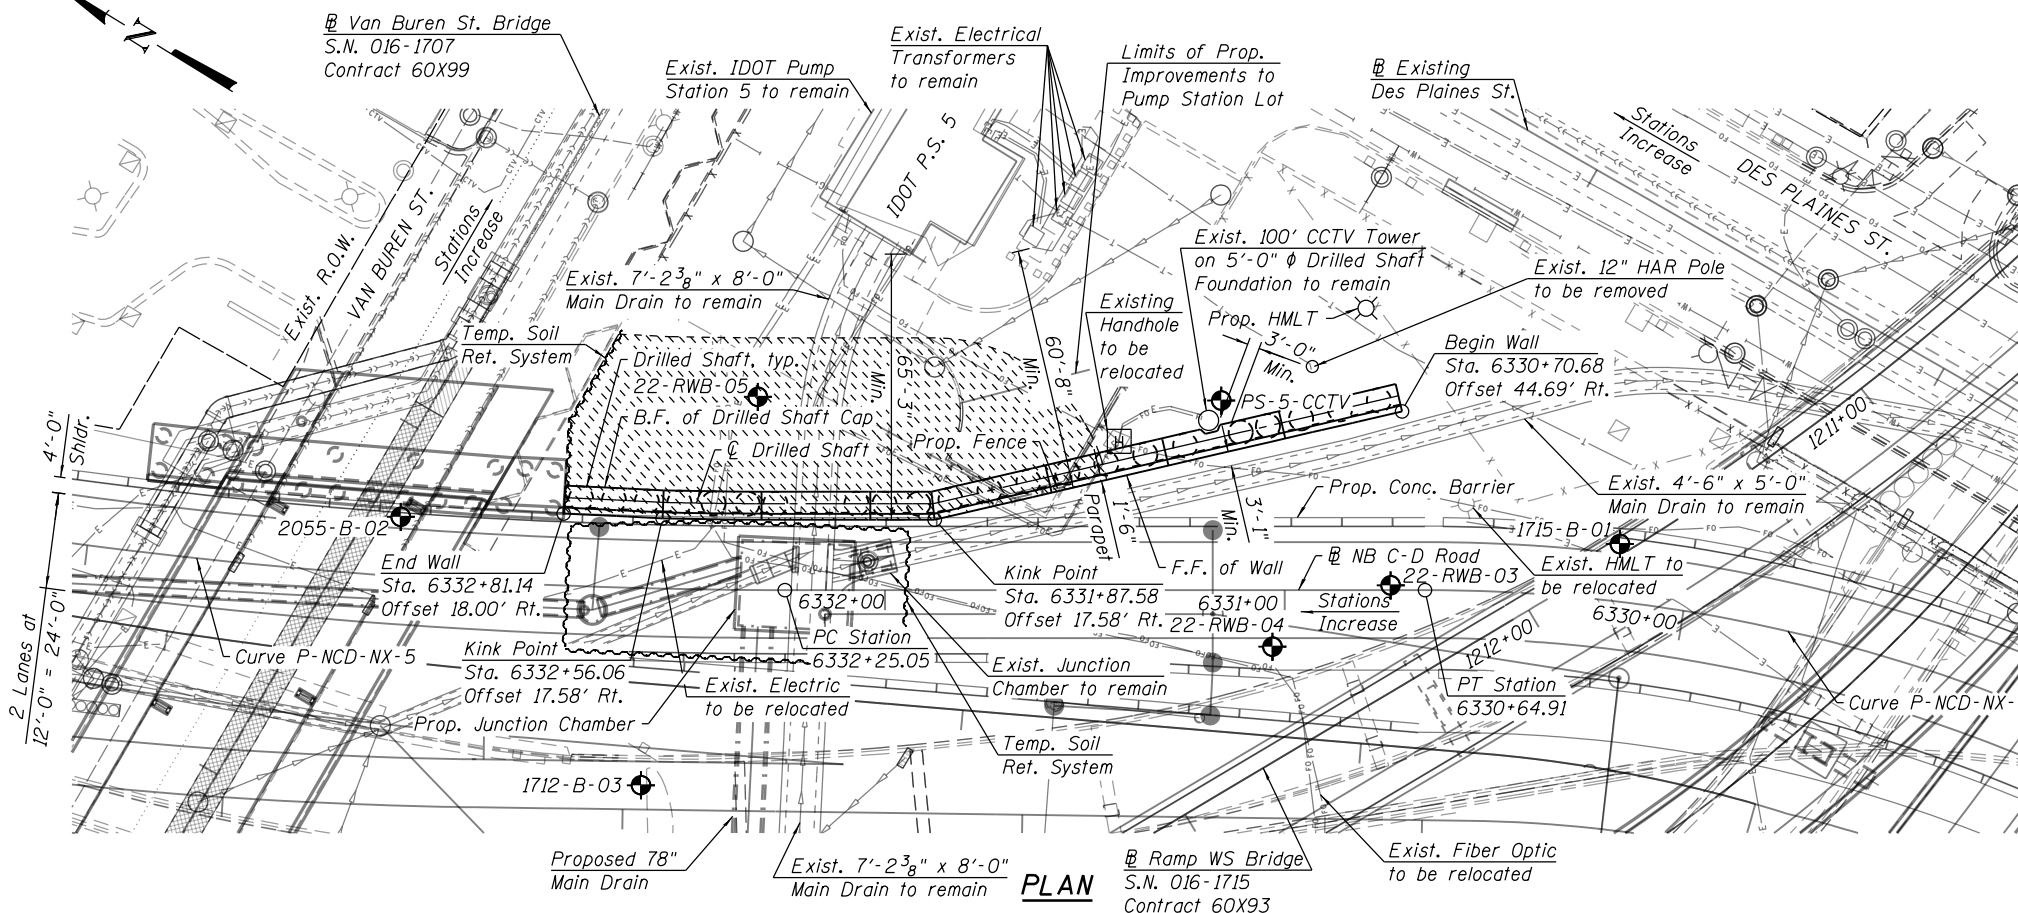 N
℄ Van Buren St. Bridge
S.N. 016-1707
Contract 60X99
Exist. IDOT Pump
Station 5 to remain
Exist. Electrical
Transformers
to remain
Limits of Prop.
Improvements to
Pump Station Lot
℄ Existing
Des Plaines St.
Stations
Increase
DES PLAINES ST.
IDOT P.S. 5
Exist. R.O.W.
VAN BUREN ST.
Stations
Increase
Exist. 7'-2 3/8" x 8'-0"
Main Drain to remain
Exist. 100' CCTV Tower
on 5'-0" ϕ Drilled Shaft
Foundation to remain
Exist. 12" HAR Pole
to be removed
Existing
Handhole
to be
relocated
Prop. HMLT
3'-0"
Min.
Begin Wall
Sta. 6330+70.68
Offset 44.69' Rt.
Temp. Soil
Ret. System
Drilled Shaft, typ.
22-RWB-05
B.F. of Drilled Shaft Cap
℄ Drilled Shaft
65'-3"
Min.
60'-8"
Min.
Prop. Fence
PS-5-CCTV
1211+00
4'-0"
Shldr.
2055-B-02
Parapet
1'-6"
3'-1"
Min.
Prop. Conc. Barrier
Exist. 4'-6" x 5'-0"
Main Drain to remain
1715-B-01
End Wall
Sta. 6332+81.14
Offset 18.00' Rt.
6332+00
Kink Point
Sta. 6331+87.58
Offset 17.58' Rt.
F.F. of Wall
℄ NB C-D Road
22-RWB-03
6331+00
22-RWB-04
Stations
Increase
Exist. HMLT to
be relocated
6330+00
1212+00
2 Lanes at
12'-0" = 24'-0"
Curve P-NCD-NX-5
Kink Point
Sta. 6332+56.06
Offset 17.58' Rt.
PC Station
6332+25.05
Exist. Electric
to be relocated
Exist. Junction
Chamber to remain
PT Station
6330+64.91
Curve P-NCD-NX-
Prop. Junction Chamber
Temp. Soil
Ret. System
1712-B-03
Proposed 78"
Main Drain
Exist. 7'-2 3/8" x 8'-0"
Main Drain to remain
PLAN
℄ Ramp WS Bridge
S.N. 016-1715
Contract 60X93
Exist. Fiber Optic
to be relocated